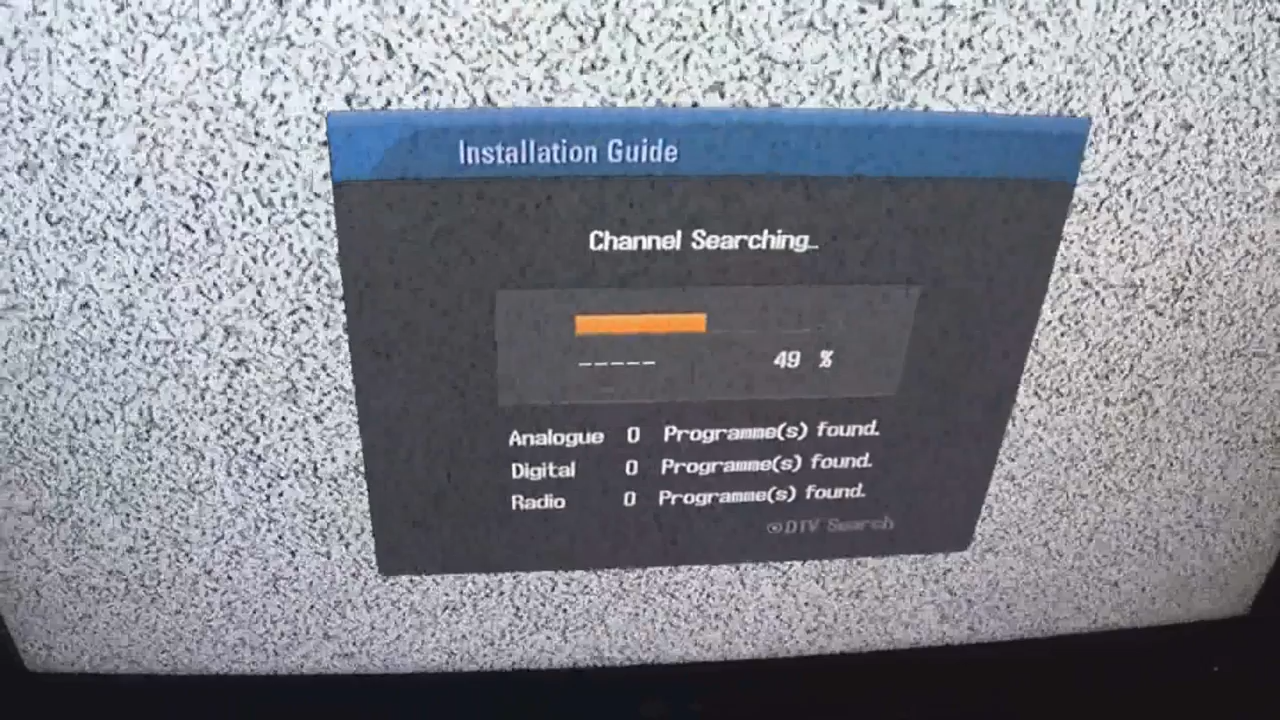 Installation Guide
Channel Searching...
----- 49 %
Analogue 0 Programme(s) found.
Digital 0 Programme(s) found.
Radio 0 Programme(s) found.
DTV Search